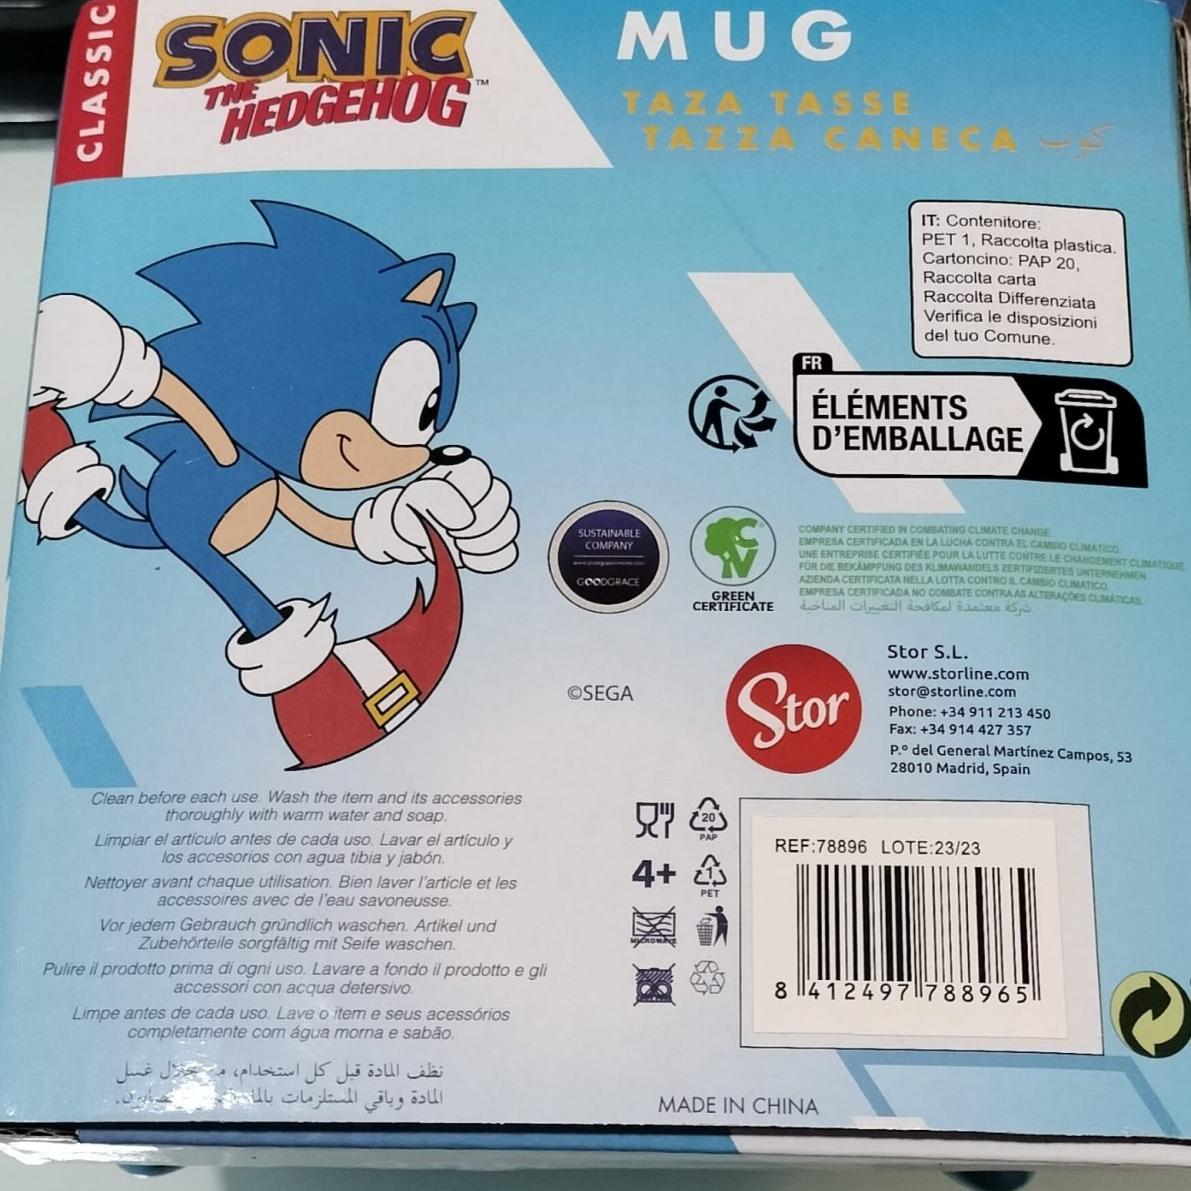 CLASSIC
SONIC
THE
HEDGEHOG™
MUG
TAZA TASSE
TAZZA CANECA كوب
IT: Contenitore:
PET 1, Raccolta plastica.
Cartoncino: PAP 20,
Raccolta carta
Raccolta Differenziata
Verifica le disposizioni
del tuo Comune.
FR
ÉLÉMENTS
D'EMBALLAGE
SUSTAINABLE
COMPANY
GOODGRACE
CV
GREEN
CERTIFICATE
COMPANY CERTIFIED IN COMBATING CLIMATE CHANGE.
EMPRESA CERTIFICADA EN LA LUCHA CONTRA EL CAMBIO CLIMÁTICO.
UNE ENTREPRISE CERTIFIÉE POUR LA LUTTE CONTRE LE CHANGEMENT CLIMATIQUE.
FÜR DIE BEKÄMPFUNG DES KLIMAWANDELS ZERTIFIZIERTES UNTERNEHMEN.
AZIENDA CERTIFICATA NELLA LOTTA CONTRO IL CAMBIO CLIMATICO.
EMPRESA CERTIFICADA NO COMBATE CONTRA AS ALTERAÇÕES CLIMÁTICAS.
شركة معتمدة لمكافحة التغييرات المناخية
©SEGA
Stor
Stor S.L.
www.storline.com
stor@storline.com
Phone: +34 911 213 450
Fax: +34 914 427 357
P.º del General Martínez Campos, 53
28010 Madrid, Spain
Clean before each use. Wash the item and its accessories
thoroughly with warm water and soap.
Limpiar el artículo antes de cada uso. Lavar el artículo y
los accesorios con agua tibia y jabón.
Nettoyer avant chaque utilisation. Bien laver l'article et les
accessoires avec de l'eau savoneusse.
Vor jedem Gebrauch gründlich waschen. Artikel und
Zubehörteile sorgfältig mit Seife waschen.
Pulire il prodotto prima di ogni uso. Lavare a fondo il prodotto e gli
accessori con acqua detersivo.
Limpe antes de cada uso. Lave o item e seus acessórios
completamente com água morna e sabão.
نظف المادة قبل كل استخدام، غسل
المادة وباقي المستلزمات
20
PAP
4+
1
PET
MICROWAVE
REF:78896 LOTE:23/23
8 412497 788965
MADE IN CHINA